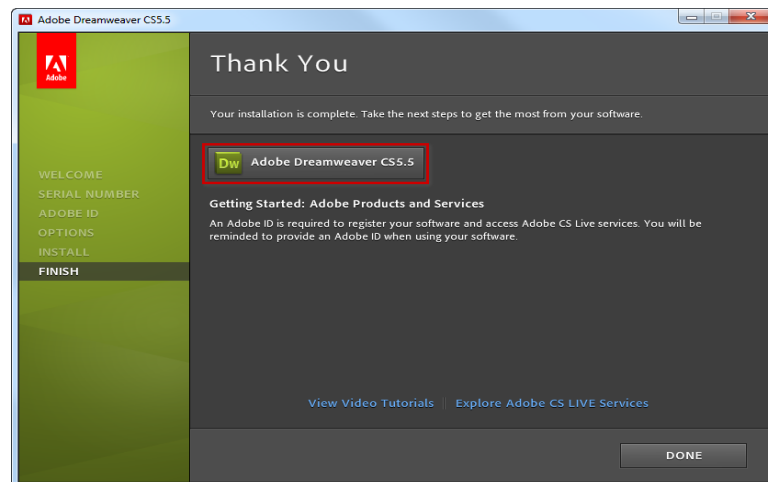 Adobe Dreamweaver CS5.5
Adobe
Thank You
Your installation is complete. Take the next steps to get the most from your software.
WELCOME
SERIAL NUMBER
ADOBE ID
OPTIONS
INSTALL
FINISH
Dw Adobe Dreamweaver CS5.5
Getting Started: Adobe Products and Services
An Adobe ID is required to register your software and access Adobe CS Live services. You will be
reminded to provide an Adobe ID when using your software.
View Video Tutorials Explore Adobe CS LIVE Services
DONE